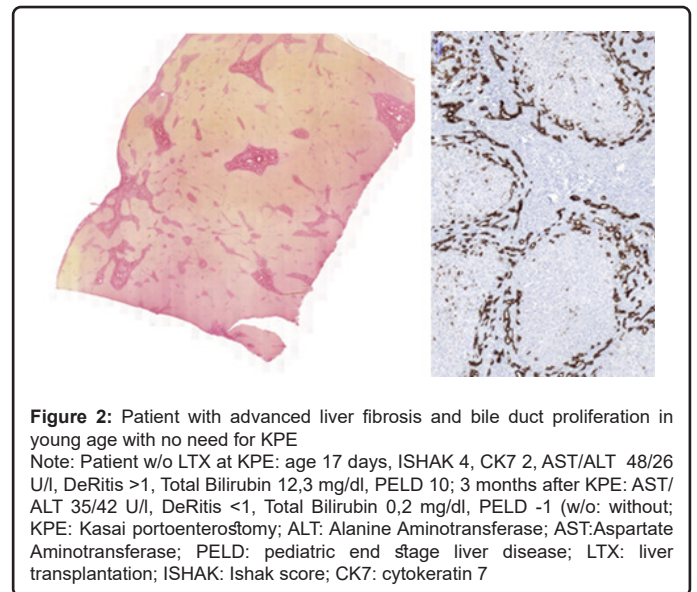 Figure 2: Patient with advanced liver fibrosis and bile duct proliferation in
young age with no need for KPE
Note: Patient w/o LTX at KPE: age 17 days, ISHAK 4, CK7 2, AST/ALT 48/26
U/l, DeRitis >1, Total Bilirubin 12,3 mg/dl, PELD 10; 3 months after KPE: AST/
ALT 35/42 U/l, DeRitis <1, Total Bilirubin 0,2 mg/dl, PELD -1 (w/o: without;
KPE: Kasai portoenterostomy; ALT: Alanine Aminotransferase; AST:Aspartate
Aminotransferase; PELD: pediatric end stage liver disease; LTX: liver
transplantation; ISHAK: Ishak score; CK7: cytokeratin 7